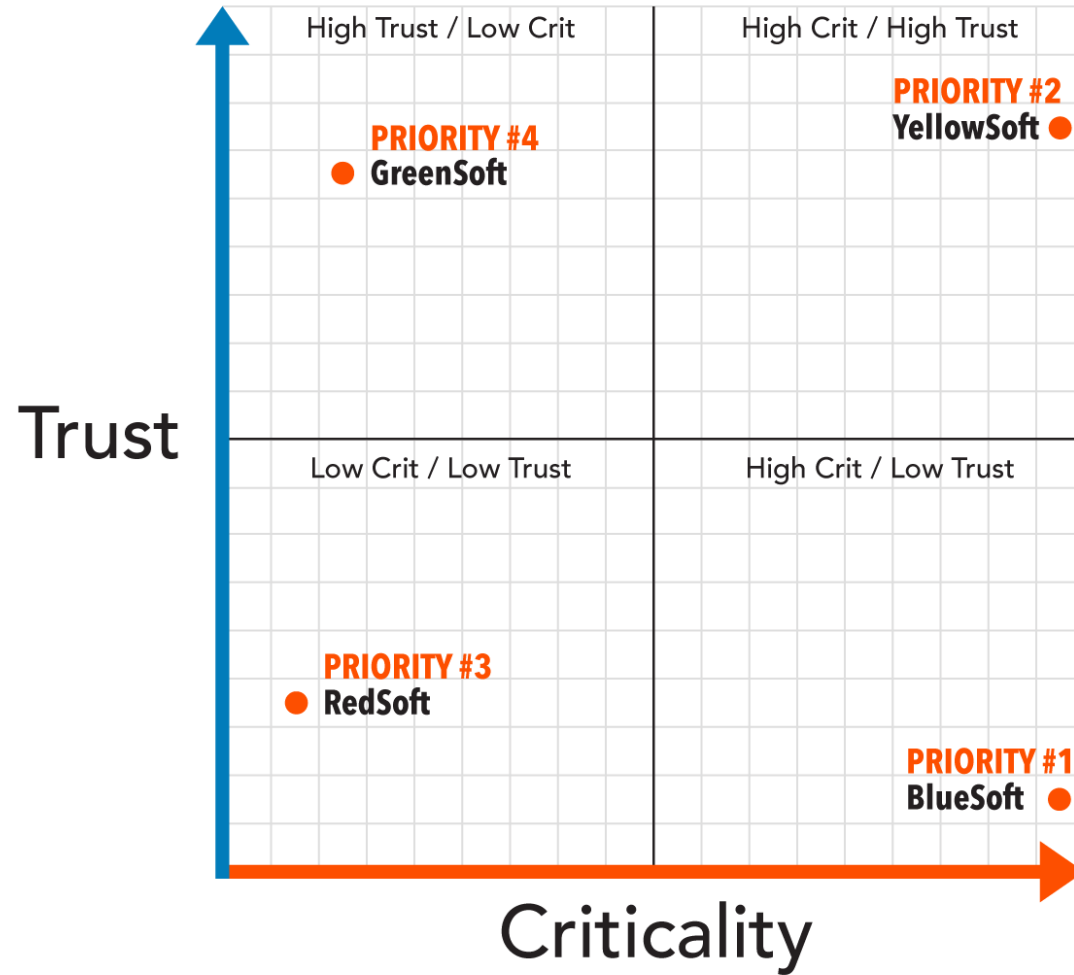 High Trust / Low Crit
High Crit / High Trust
PRIORITY #2
YellowSoft
PRIORITY #4
GreenSoft
Trust
Low Crit / Low Trust
High Crit / Low Trust
PRIORITY #3
RedSoft
PRIORITY #1
BlueSoft
Criticality